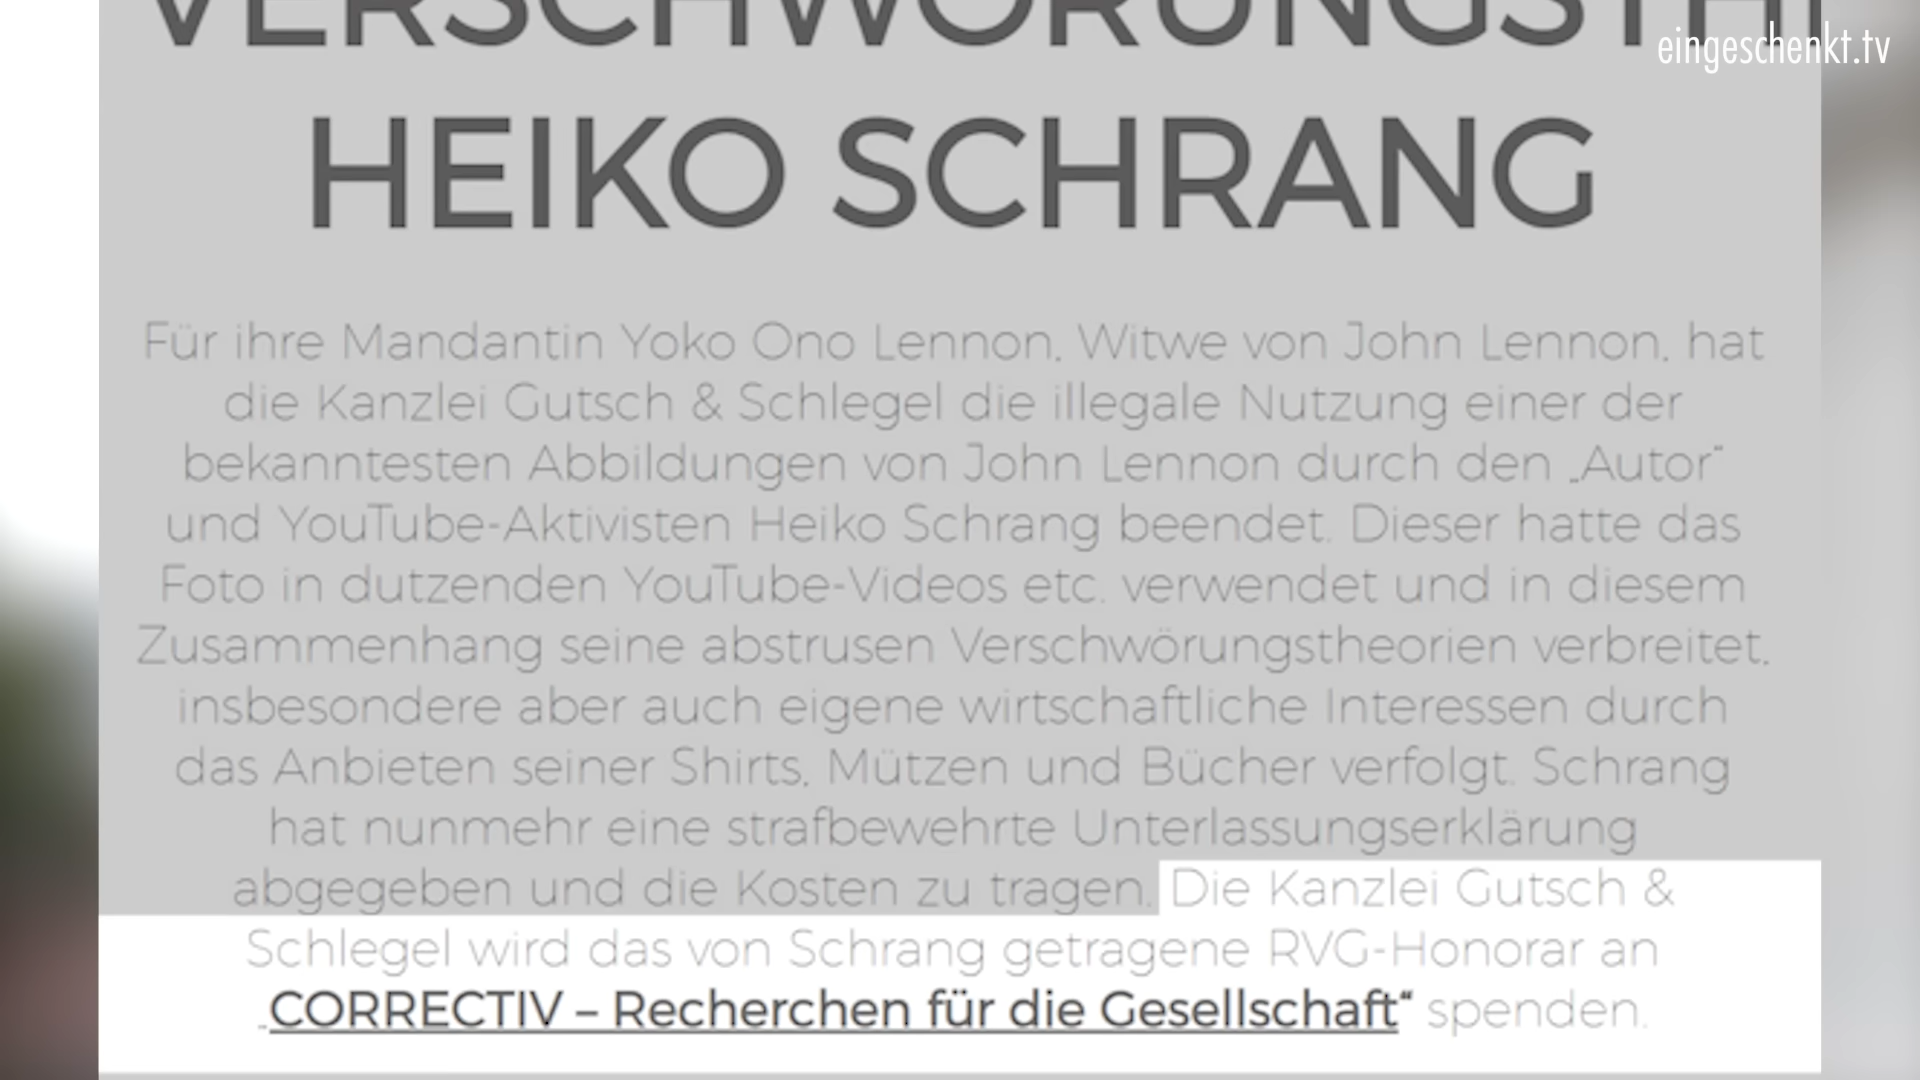 VERSCHWÖRUNGSTH
eingeschenkt.tv
HEIKO SCHRANG
Für ihre Mandantin Yoko Ono Lennon, Witwe von John Lennon, hat
die Kanzlei Gutsch & Schlegel die illegale Nutzung einer der
bekanntesten Abbildungen von John Lennon durch den „Autor“
und YouTube-Aktivisten Heiko Schrang beendet. Dieser hatte das
Foto in dutzenden YouTube-Videos etc. verwendet und in diesem
Zusammenhang seine abstrusen Verschwörungstheorien verbreitet,
insbesondere aber auch eigene wirtschaftliche Interessen durch
das Anbieten seiner Shirts, Mützen und Bücher verfolgt. Schrang
hat nunmehr eine strafbewehrte Unterlassungserklärung
abgegeben und die Kosten zu tragen. Die Kanzlei Gutsch &
Schlegel wird das von Schrang getragene RVG-Honorar an
„CORRECTIV – Recherchen für die Gesellschaft“ spenden.